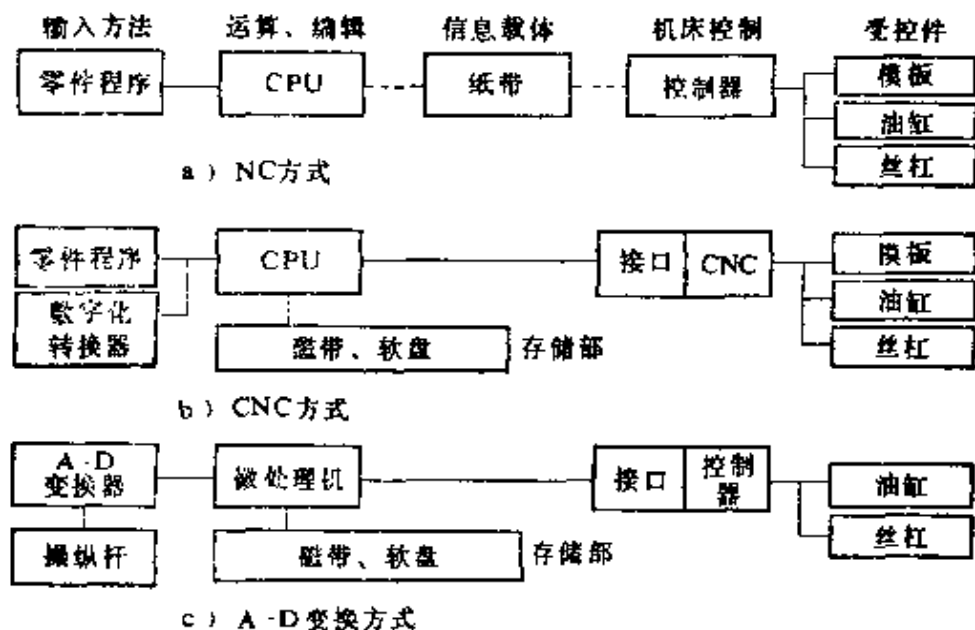 输入方法 运算、编辑 信息载体 机床控制 受控件
零件程序 CPU 纸带 控制器 模板
油缸
丝杠
a) NC方式
零件程序 CPU 接口 CNC 模板
数字化
转换器
油缸
磁带、软盘 存储部 丝杠
b) CNC方式
A-D
变换器
微处理机 接口 控制
器
油缸
操纵杆 磁带、软盘 存储部 丝杠
c) A-D变换方式